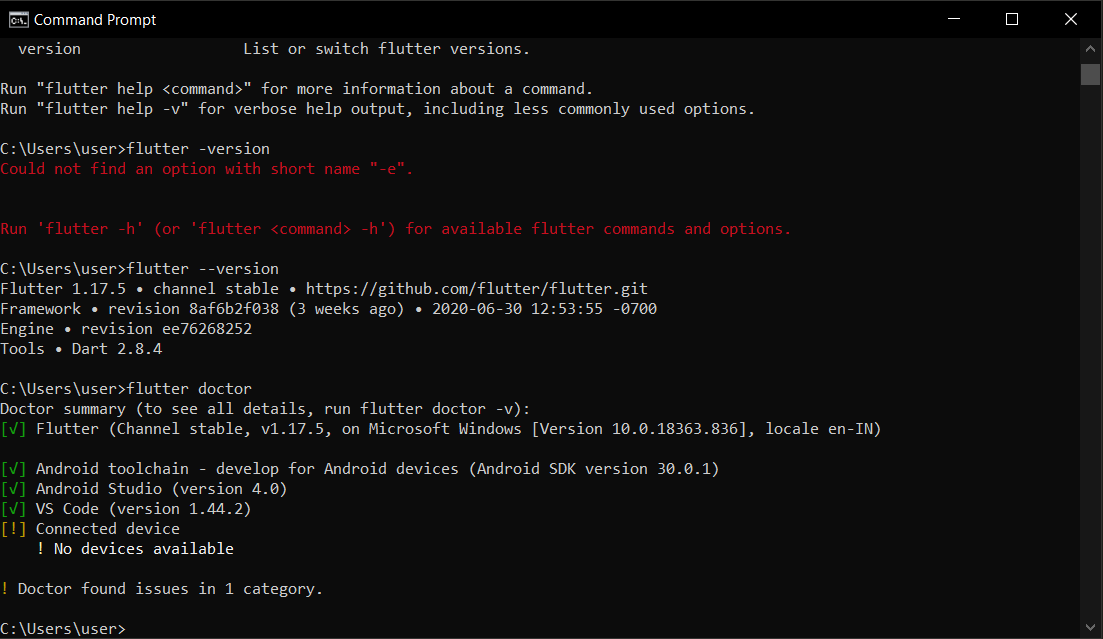 Command Prompt
version List or switch flutter versions.
Run "flutter help <command>" for more information about a command.
Run "flutter help -v" for verbose help output, including less commonly used options.
C:\Users\user>flutter -version
Could not find an option with short name "-e".
Run 'flutter -h' (or 'flutter <command> -h') for available flutter commands and options.
C:\Users\user>flutter --version
Flutter 1.17.5 • channel stable • https://github.com/flutter/flutter.git
Framework • revision 8af6b2f038 (3 weeks ago) • 2020-06-30 12:53:55 -0700
Engine • revision ee76268252
Tools • Dart 2.8.4
C:\Users\user>flutter doctor
Doctor summary (to see all details, run flutter doctor -v):
[√] Flutter (Channel stable, v1.17.5, on Microsoft Windows [Version 10.0.18363.836], locale en-IN)
[√] Android toolchain - develop for Android devices (Android SDK version 30.0.1)
[√] Android Studio (version 4.0)
[√] VS Code (version 1.44.2)
[!] Connected device
! No devices available
! Doctor found issues in 1 category.
C:\Users\user>